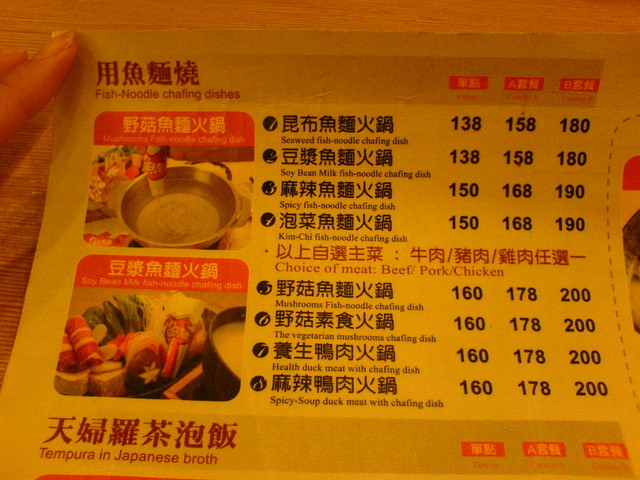 用魚麵燒
Fish-Noodle chafing dishes
單點 A套餐 B套餐
野菇魚麵火鍋
Mushrooms Fish-noodle chafing dish
豆漿魚麵火鍋
Soy Bean Milk fish-noodle chafing dish
1 昆布魚麵火鍋 138 158 180
Seaweed fish-noodle chafing dish
2 豆漿魚麵火鍋 138 158 180
Soy Bean Milk fish-noodle chafing dish
3 麻辣魚麵火鍋 150 168 190
Spicy fish-noodle chafing dish
4 泡菜魚麵火鍋 150 168 190
Kim-Chi fish-noodle chafing dish
·以上自選主菜 : 牛肉/豬肉/雞肉任選一
Choice of meat: Beef/ Pork/Chicken
5 野菇魚麵火鍋 160 178 200
Mushrooms Fish-noodle chafing dish
6 野菇素食火鍋 160 178 200
The vegetarian mushrooms chafing dish
7 養生鴨肉火鍋 160 178 200
Health duck meat with chafing dish
8 麻辣鴨肉火鍋 160 178 200
Spicy-Soup duck meat with chafing dish
天婦羅茶泡飯
Tempura in Japanese broth
單點 A套餐 B套餐